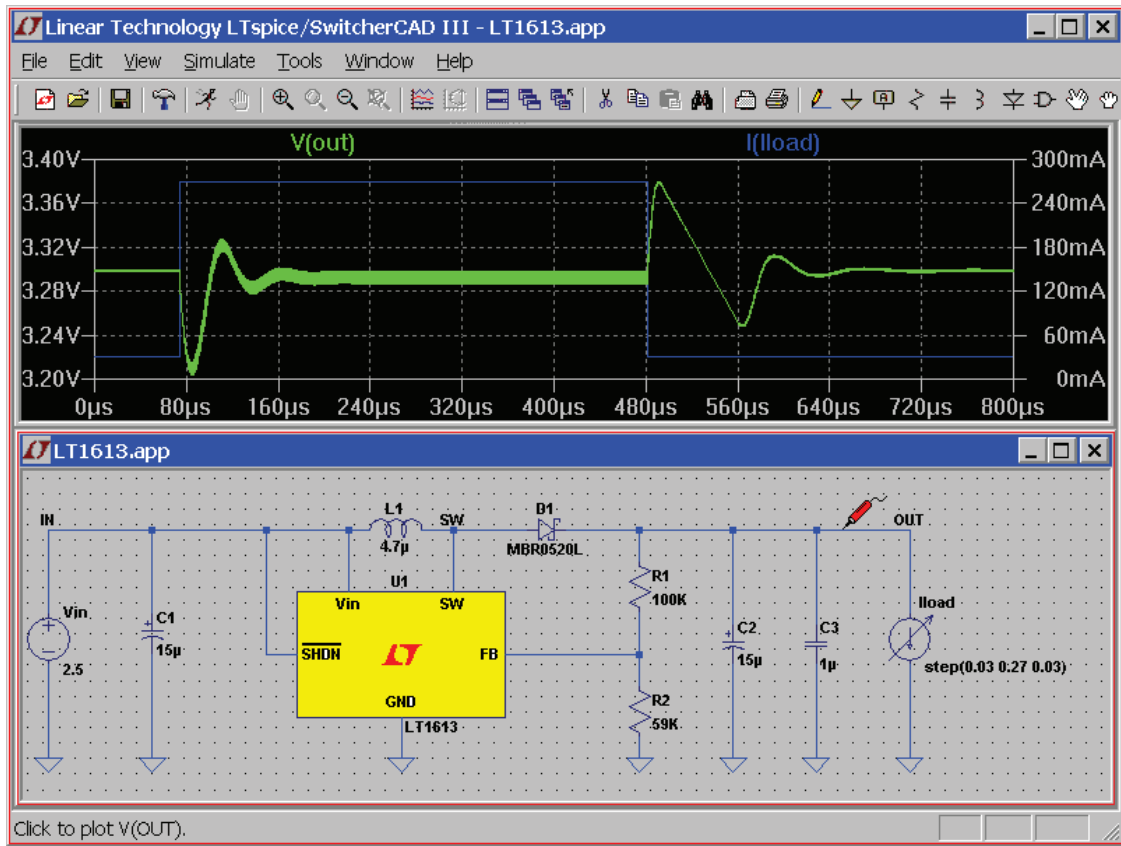 Linear Technology LTspice/SwitcherCAD III - LT1613.app
File Edit View Simulate Tools Window Help
V(out) I(Iload)
3.40V 300mA
3.36V 240mA
3.32V 180mA
3.28V 120mA
3.24V 60mA
3.20V 0mA
0µs 80µs 160µs 240µs 320µs 400µs 480µs 560µs 640µs 720µs 800µs
LT1613.app
IN
L1
4.7µ
SW
D1
MBR0520L
OUT
U1
Vin SW
SHDN FB
GND
LT1613
Vin
2.5
C1
15µ
R1
100K
R2
59K
C2
15µ
C3
1µ
Iload
step(0.03 0.27 0.03)
Click to plot V(OUT).